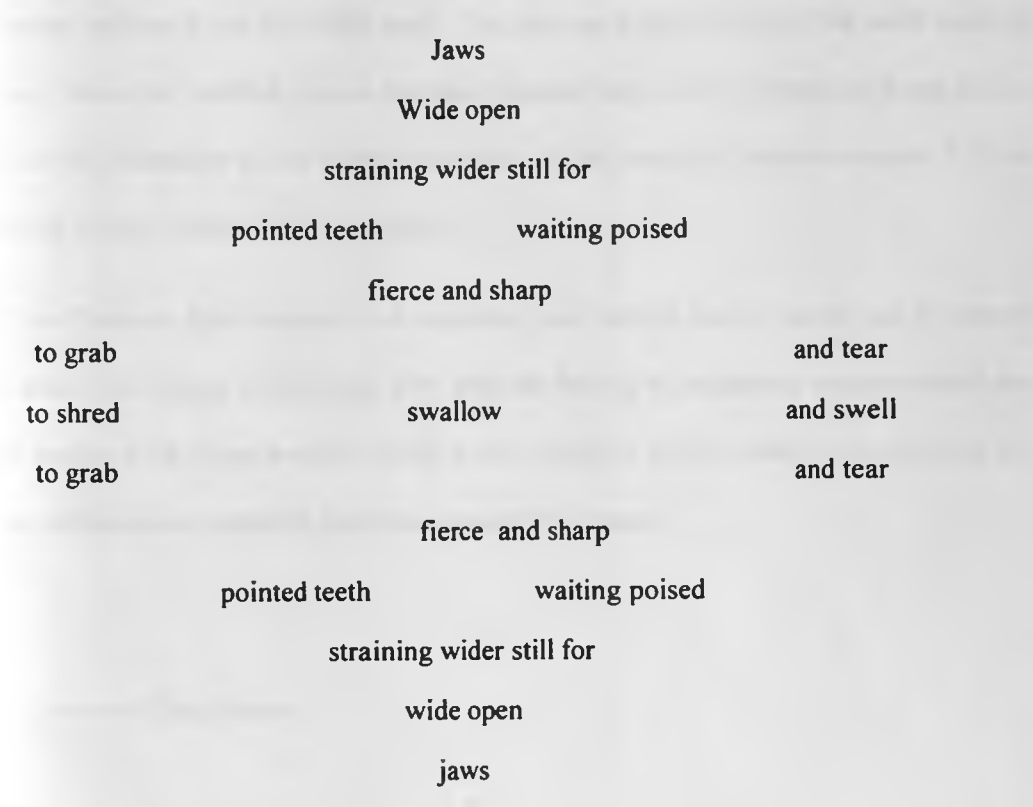 Jaws
Wide open
straining wider still for
pointed teeth waiting poised
fierce and sharp
to grab and tear
to shred swallow and swell
to grab and tear
fierce and sharp
pointed teeth waiting poised
straining wider still for
wide open
jaws